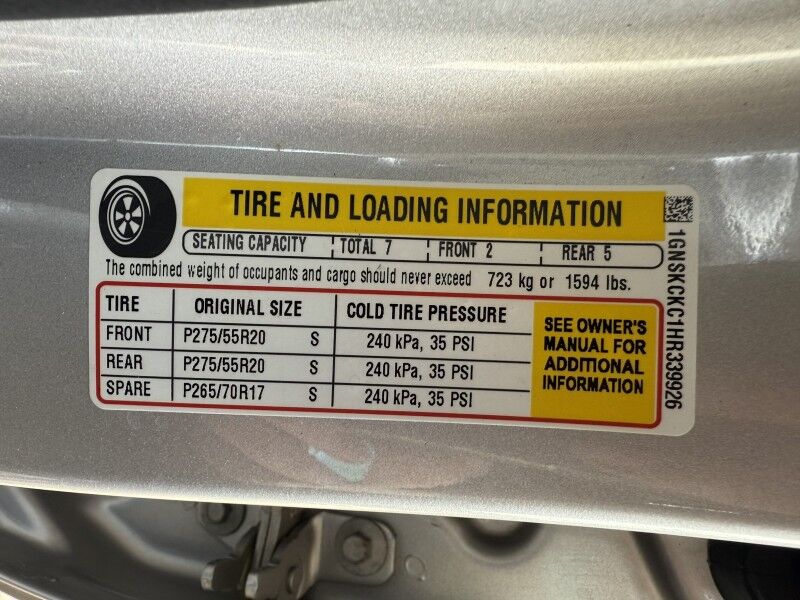 TIRE AND LOADING INFORMATION
SEATING CAPACITY TOTAL 7 FRONT 2 REAR 5
The combined weight of occupants and cargo should never exceed 723 kg or 1594 lbs.
TIRE ORIGINAL SIZE COLD TIRE PRESSURE
FRONT P275/55R20 S 240 kPa, 35 PSI
REAR P275/55R20 S 240 kPa, 35 PSI
SPARE P265/70R17 S 240 kPa, 35 PSI
SEE OWNER'S
MANUAL FOR
ADDITIONAL
INFORMATION
1GNSKCKC1HR339926